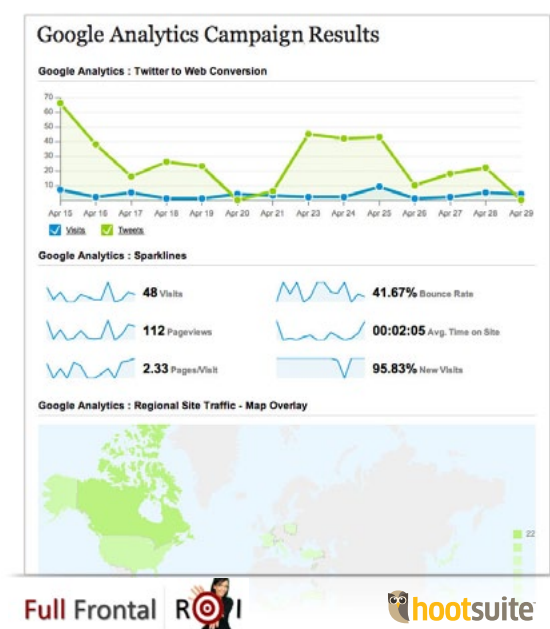 Google Analytics Campaign Results
Google Analytics : Twitter to Web Conversion
70
60
50
40
30
20
10
Apr 15 Apr 16 Apr 17 Apr 18 Apr 19 Apr 20 Apr 21 Apr 23 Apr 24 Apr 25 Apr 26 Apr 27 Apr 28 Apr 29
Visits Tweets
Google Analytics : Sparklines
48 Visits 41.67% Bounce Rate
112 Pageviews 00:02:05 Avg. Time on Site
2.33 Pages/Visit 95.83% New Visits
Google Analytics : Regional Site Traffic - Map Overlay
22
Full Frontal ROI hootsuite